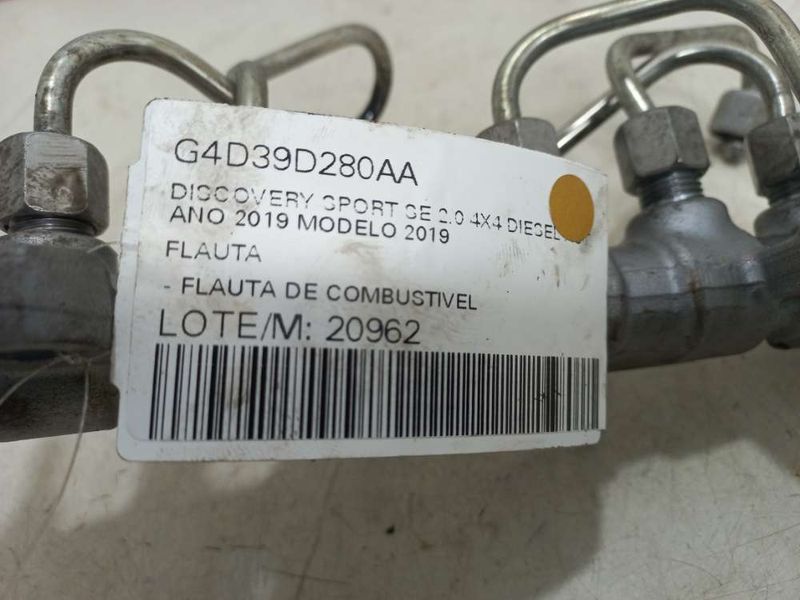 G4D39D280AA
DISCOVERY SPORT SE 2.0 4X4 DIESEL
ANO 2019 MODELO 2019
FLAUTA
- FLAUTA DE COMBUSTIVEL
LOTE/M: 20962